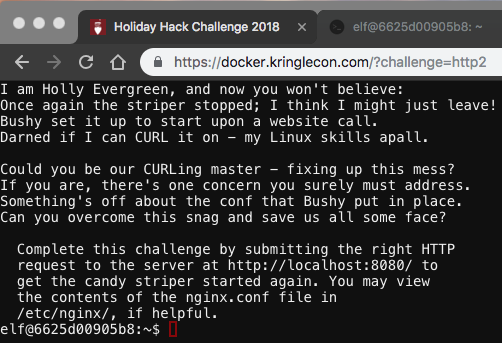 Holiday Hack Challenge 2018
elf@6625d00905b8: ~
https://docker.kringlecon.com/?challenge=http2
I am Holly Evergreen, and now you won't believe:
Once again the striper stopped; I think I might just leave!
Bushy set it up to start upon a website call.
Darned if I can CURL it on - my Linux skills apall.
Could you be our CURLing master - fixing up this mess?
If you are, there's one concern you surely must address.
Something's off about the conf that Bushy put in place.
Can you overcome this snag and save us all some face?
Complete this challenge by submitting the right HTTP
request to the server at http://localhost:8080/ to
get the candy striper started again. You may view
the contents of the nginx.conf file in
/etc/nginx/, if helpful.
elf@6625d00905b8:~$